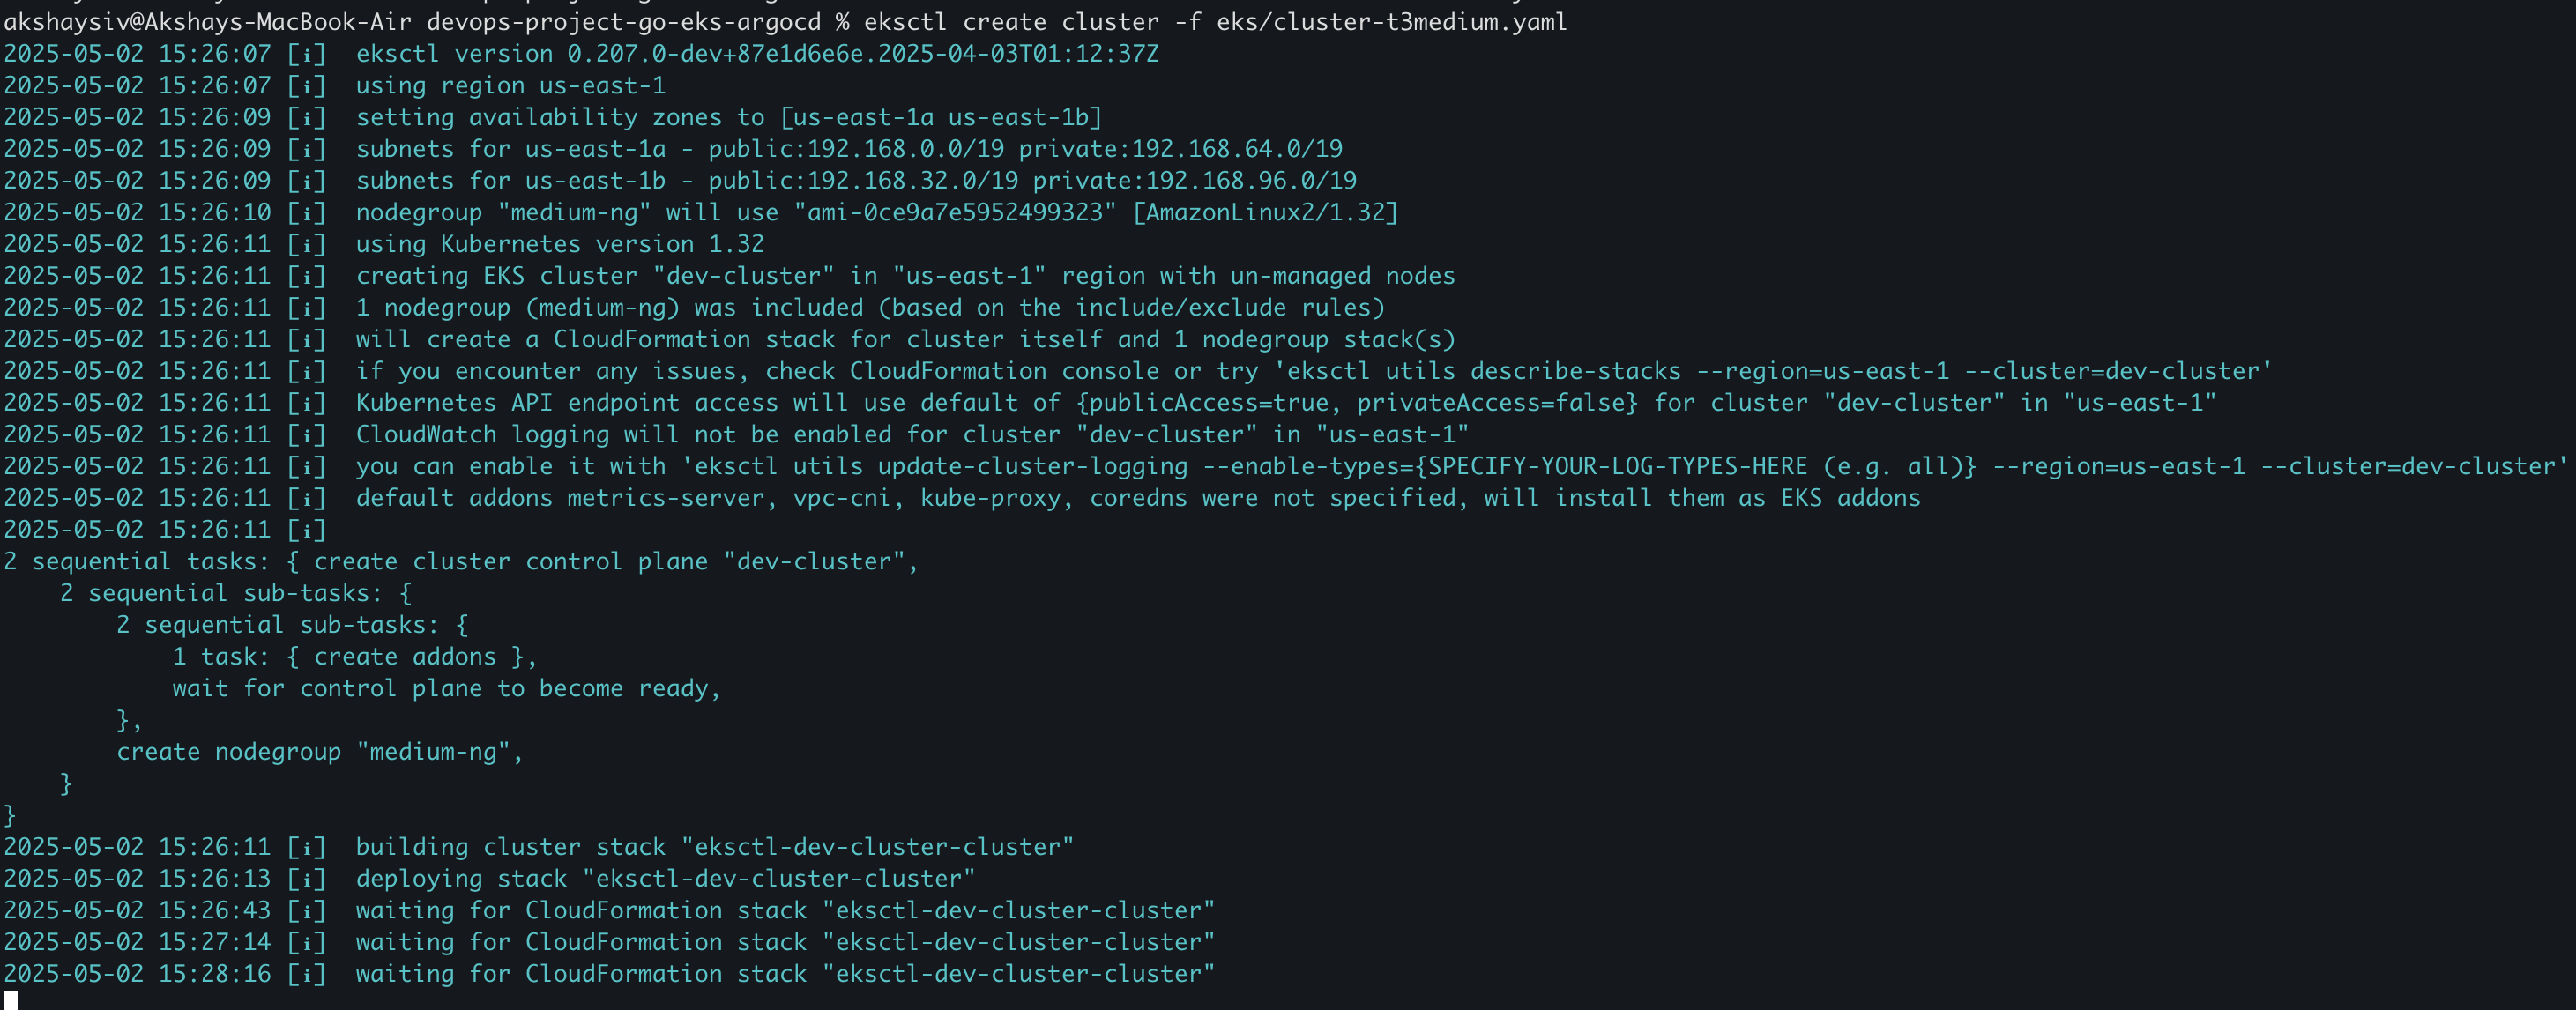 akshaysiv@Akshays-MacBook-Air devops-project-go-eks-argocd % eksctl create cluster -f eks/cluster-t3medium.yaml
2025-05-02 15:26:07 [ℹ]  eksctl version 0.207.0-dev+87e1d6e6e.2025-04-03T01:12:37Z
2025-05-02 15:26:07 [ℹ]  using region us-east-1
2025-05-02 15:26:09 [ℹ]  setting availability zones to [us-east-1a us-east-1b]
2025-05-02 15:26:09 [ℹ]  subnets for us-east-1a - public:192.168.0.0/19 private:192.168.64.0/19
2025-05-02 15:26:09 [ℹ]  subnets for us-east-1b - public:192.168.32.0/19 private:192.168.96.0/19
2025-05-02 15:26:10 [ℹ]  nodegroup "medium-ng" will use "ami-0ce9a7e5952499323" [AmazonLinux2/1.32]
2025-05-02 15:26:11 [ℹ]  using Kubernetes version 1.32
2025-05-02 15:26:11 [ℹ]  creating EKS cluster "dev-cluster" in "us-east-1" region with un-managed nodes
2025-05-02 15:26:11 [ℹ]  1 nodegroup (medium-ng) was included (based on the include/exclude rules)
2025-05-02 15:26:11 [ℹ]  will create a CloudFormation stack for cluster itself and 1 nodegroup stack(s)
2025-05-02 15:26:11 [ℹ]  if you encounter any issues, check CloudFormation console or try 'eksctl utils describe-stacks --region=us-east-1 --cluster=dev-cluster'
2025-05-02 15:26:11 [ℹ]  Kubernetes API endpoint access will use default of {publicAccess=true, privateAccess=false} for cluster "dev-cluster" in "us-east-1"
2025-05-02 15:26:11 [ℹ]  CloudWatch logging will not be enabled for cluster "dev-cluster" in "us-east-1"
2025-05-02 15:26:11 [ℹ]  you can enable it with 'eksctl utils update-cluster-logging --enable-types={SPECIFY-YOUR-LOG-TYPES-HERE (e.g. all)} --region=us-east-1 --cluster=dev-cluster'
2025-05-02 15:26:11 [ℹ]  default addons metrics-server, vpc-cni, kube-proxy, coredns were not specified, will install them as EKS addons
2025-05-02 15:26:11 [ℹ]
2 sequential tasks: { create cluster control plane "dev-cluster",
    2 sequential sub-tasks: {
        2 sequential sub-tasks: {
            1 task: { create addons },
            wait for control plane to become ready,
        },
        create nodegroup "medium-ng",
    }
}
2025-05-02 15:26:11 [ℹ]  building cluster stack "eksctl-dev-cluster-cluster"
2025-05-02 15:26:13 [ℹ]  deploying stack "eksctl-dev-cluster-cluster"
2025-05-02 15:26:43 [ℹ]  waiting for CloudFormation stack "eksctl-dev-cluster-cluster"
2025-05-02 15:27:14 [ℹ]  waiting for CloudFormation stack "eksctl-dev-cluster-cluster"
2025-05-02 15:28:16 [ℹ]  waiting for CloudFormation stack "eksctl-dev-cluster-cluster"